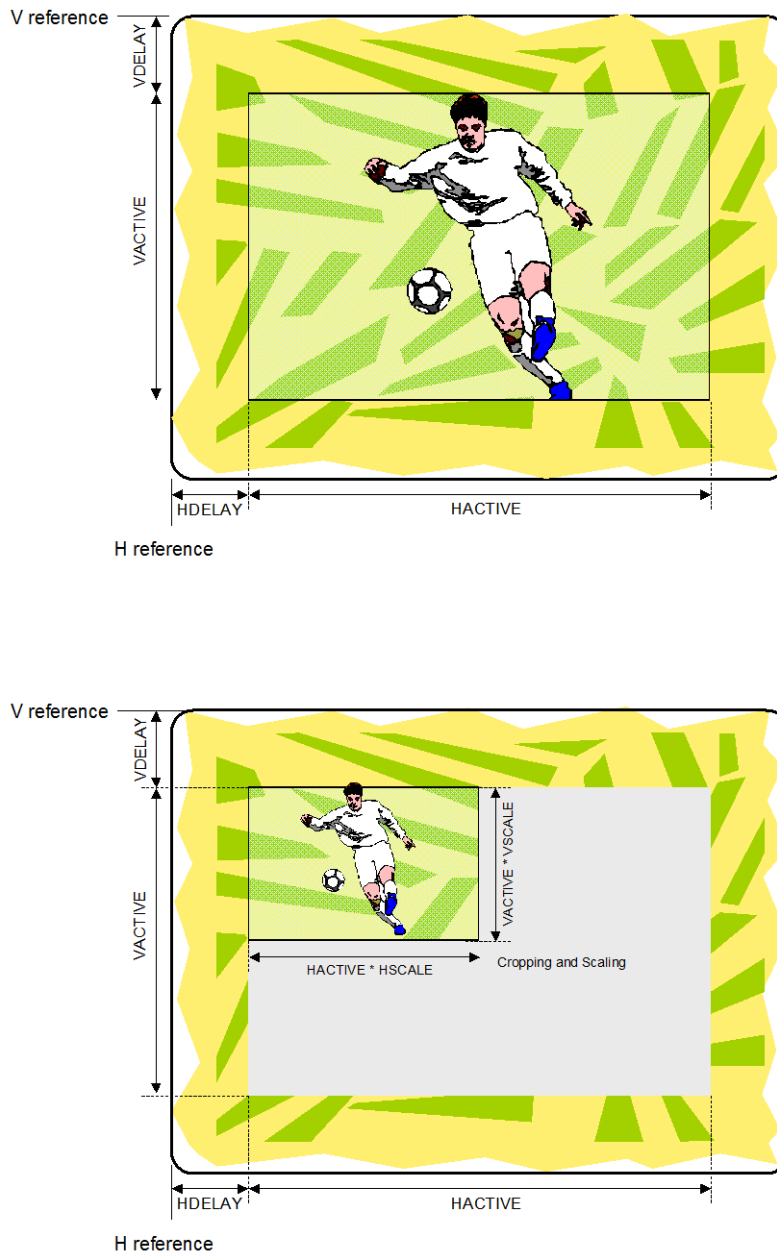 V reference
VDELAY
VACTIVE
HDELAY
HACTIVE
H reference
V reference
VDELAY
VACTIVE
VACTIVE * VSCALE
HACTIVE * HSCALE
Cropping and Scaling
HDELAY
HACTIVE
H reference